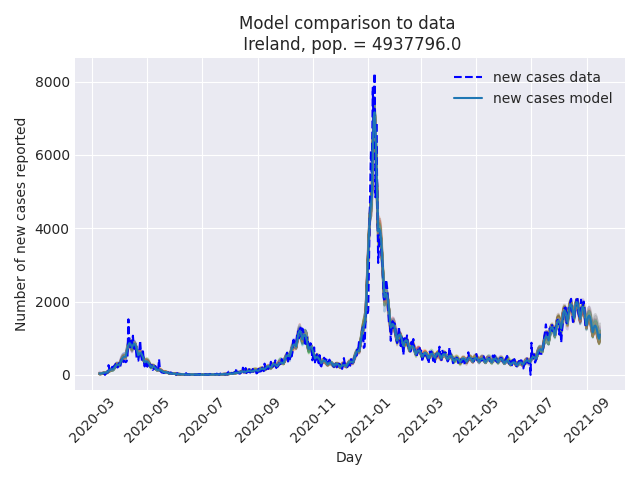 Model comparison to data
Ireland, pop. = 4937796.0
new cases data
new cases model
Number of new cases reported
8000
6000
4000
2000
0
2020-03
2020-05
2020-07
2020-09
2020-11
2021-01
2021-03
2021-05
2021-07
2021-09
Day